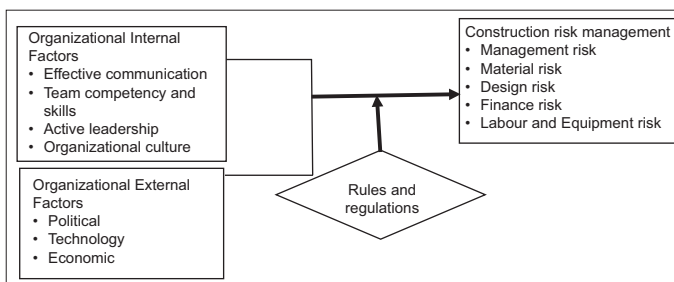 Organizational Internal
Factors
• Effective communication
• Team competency and
skills
• Active leadership
• Organizational culture
Organizational External
Factors
• Political
• Technology
• Economic
Rules and
regulations
Construction risk management
• Management risk
• Material risk
• Design risk
• Finance risk
• Labour and Equipment risk